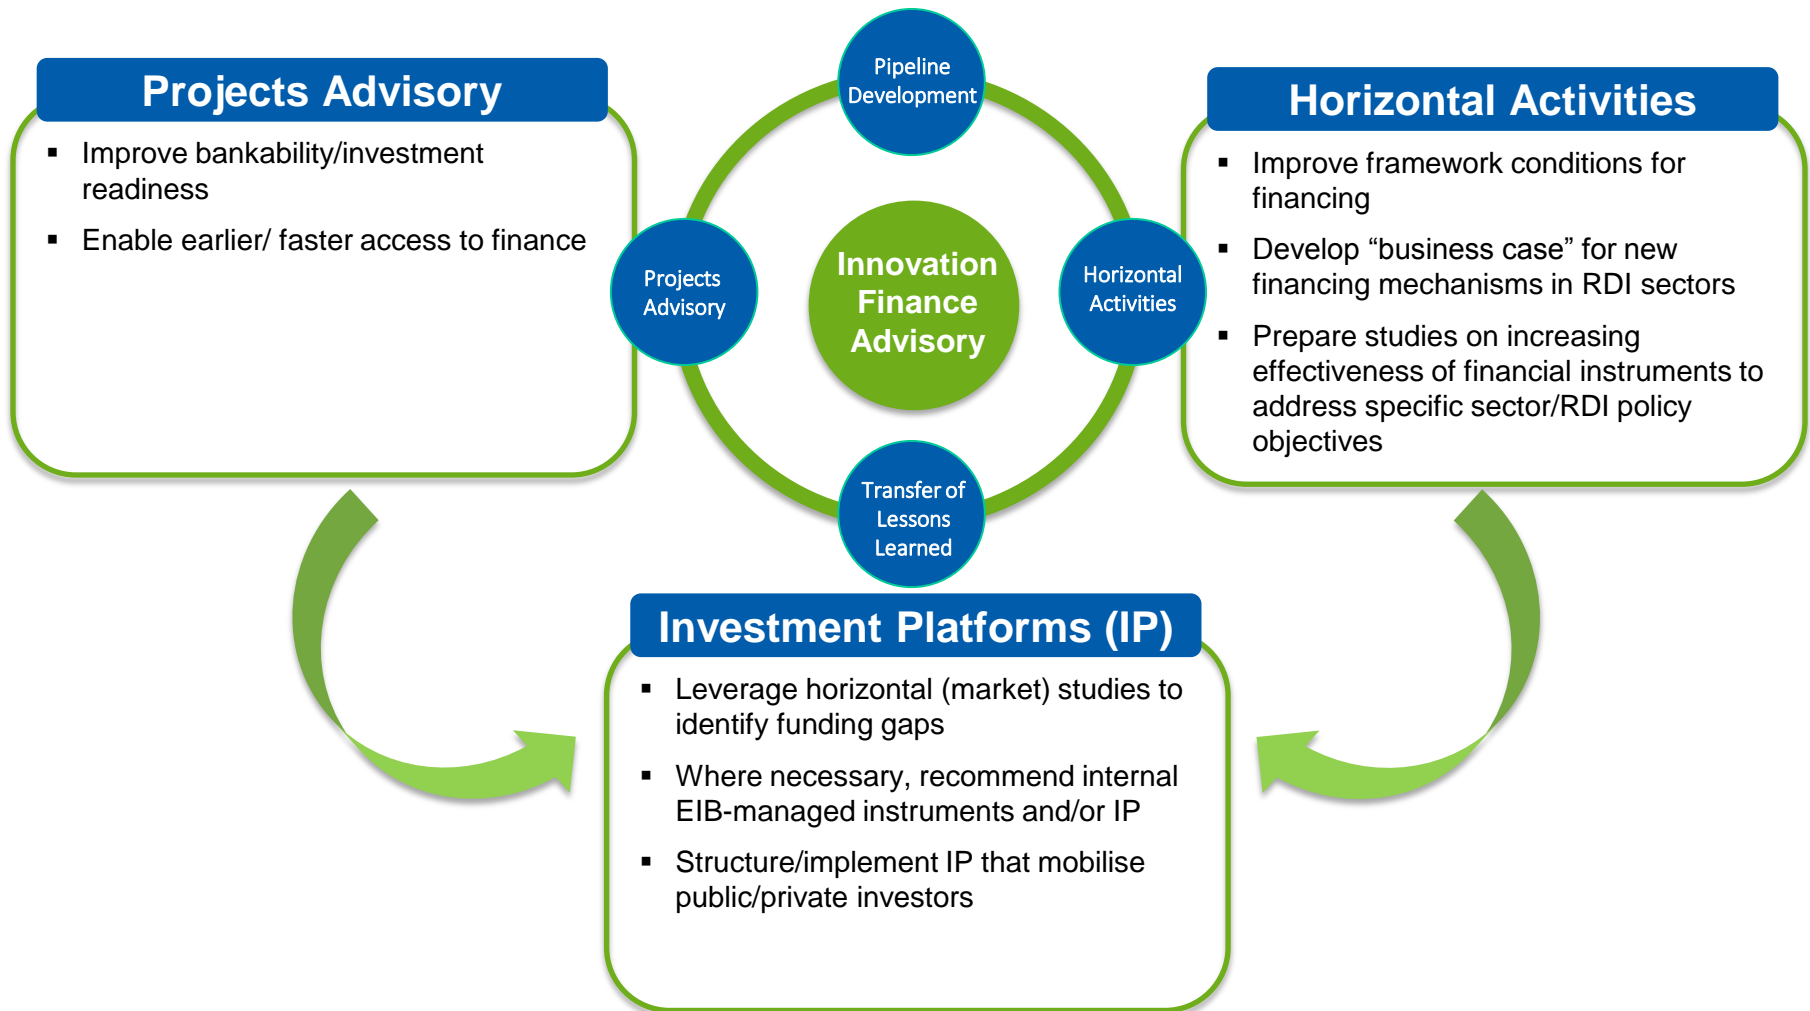 Projects Advisory
▪ Improve bankability/investment
readiness
▪ Enable earlier/ faster access to finance
Pipeline
Development
Projects
Advisory
Innovation
Finance
Advisory
Horizontal
Activities
Transfer of
Lessons
Learned
Horizontal Activities
▪ Improve framework conditions for
financing
▪ Develop “business case” for new
financing mechanisms in RDI sectors
▪ Prepare studies on increasing
effectiveness of financial instruments to
address specific sector/RDI policy
objectives
Investment Platforms (IP)
▪ Leverage horizontal (market) studies to
identify funding gaps
▪ Where necessary, recommend internal
EIB-managed instruments and/or IP
▪ Structure/implement IP that mobilise
public/private investors